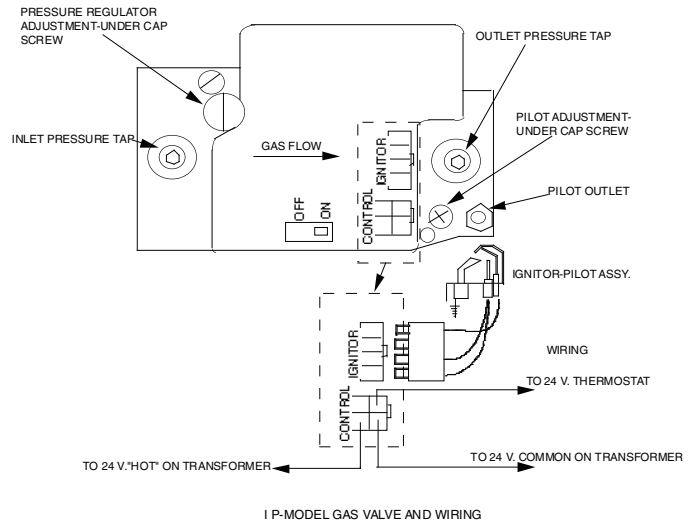 PRESSURE REGULATOR
ADJUSTMENT-UNDER CAP
SCREW
OUTLET PRESSURE TAP
PILOT ADJUSTMENT-
UNDER CAP SCREW
INLET PRESSURE TAP
GAS FLOW
IGNITOR
PILOT OUTLET
OFF
ON
CONTROL
IGNITOR-PILOT ASSY.
IGNITOR
WIRING
TO 24 V. THERMOSTAT
CONTROL
TO 24 V."HOT" ON TRANSFORMER
TO 24 V. COMMON ON TRANSFORMER
I P-MODEL GAS VALVE AND WIRING